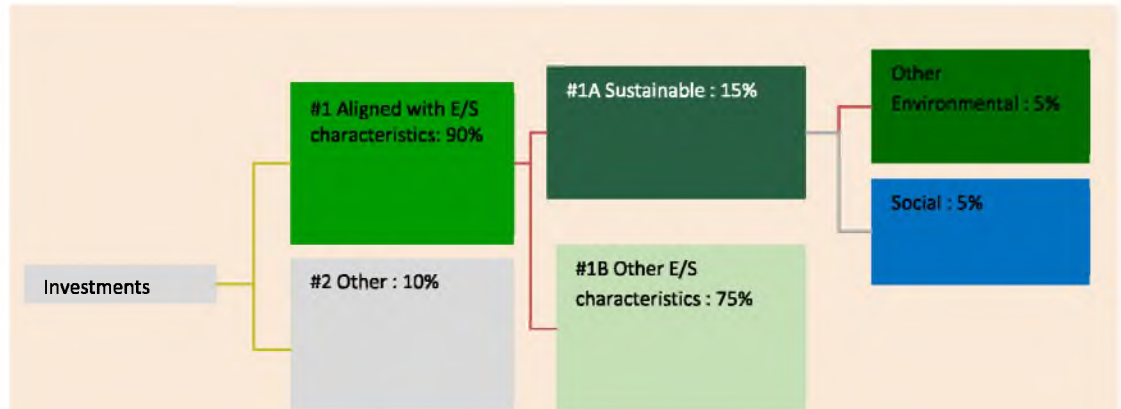 Investments
#1 Aligned with E/S
characteristics: 90%
#2 Other : 10%
#1A Sustainable : 15%
#1B Other E/S
characteristics : 75%
Other
Environmental : 5%
Social : 5%